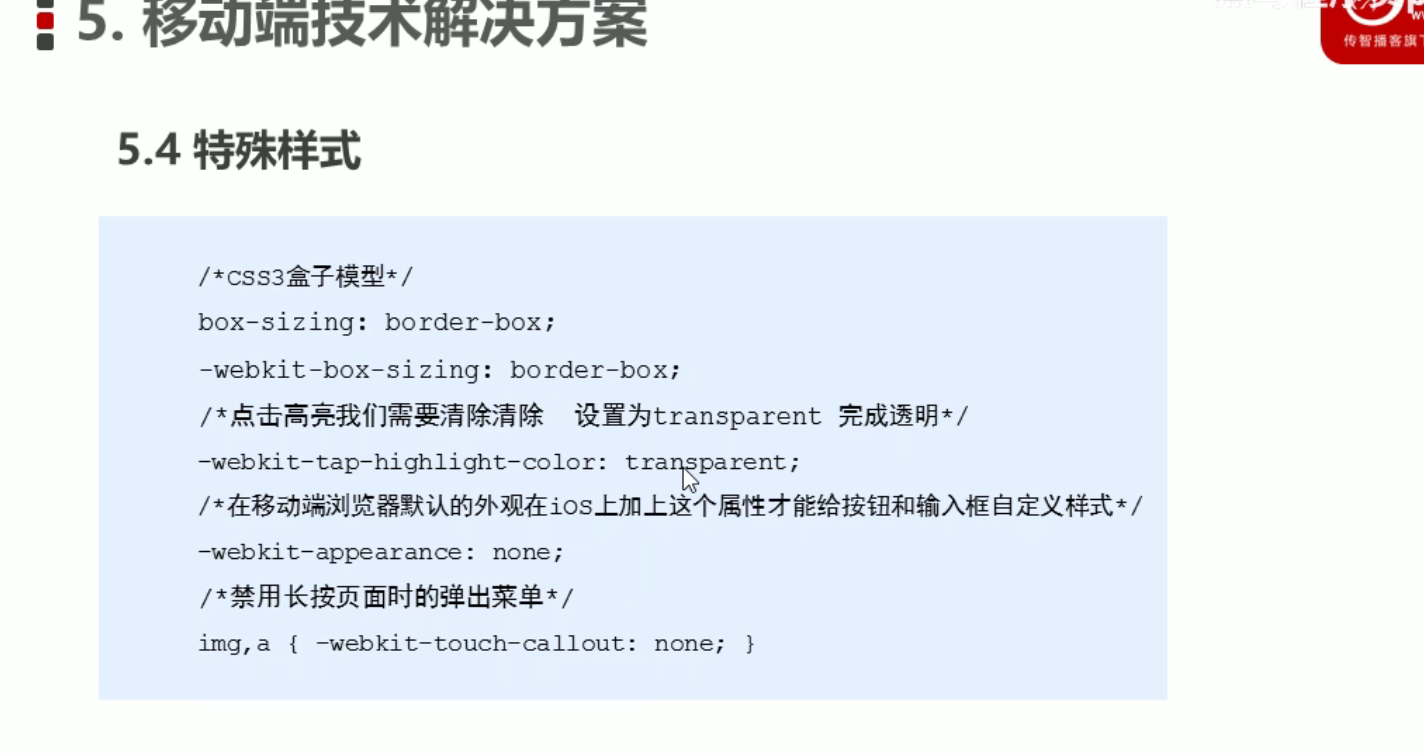 5. 移动端技术解决方案
传智播客旗下
5.4 特殊样式
/*CSS3盒子模型*/
box-sizing: border-box;
-webkit-box-sizing: border-box;
/*点击高亮我们需要清除清除  设置为transparent 完成透明*/
-webkit-tap-highlight-color: transparent;
/*在移动端浏览器默认的外观在iOS上加上这个属性才能给按钮和输入框自定义样式*/
-webkit-appearance: none;
/*禁用长按页面时的弹出菜单*/
img,a { -webkit-touch-callout: none; }